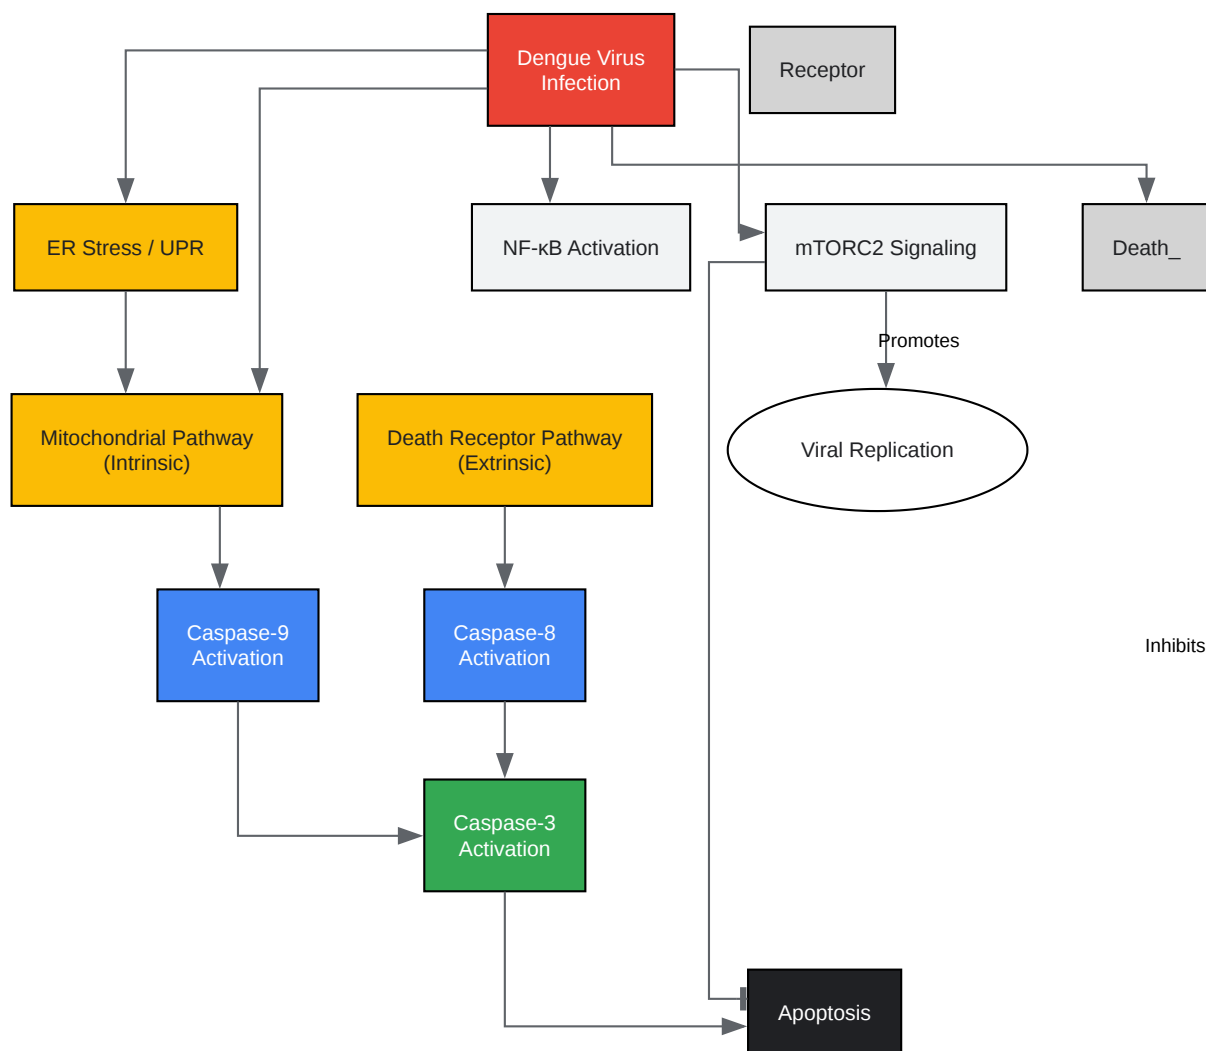 Dengue Virus
Infection
Receptor
ER Stress / UPR
NF-κB Activation
mTORC2 Signaling
Death_
Promotes
Mitochondrial Pathway
(Intrinsic)
Death Receptor Pathway
(Extrinsic)
Viral Replication
Caspase-9
Activation
Caspase-8
Activation
Inhibits
Caspase-3
Activation
Apoptosis